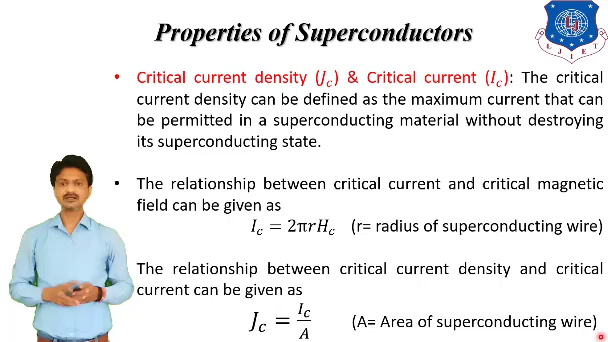 Properties of Superconductors
LJIET
• Critical current density (J_c) & Critical current (I_c): The critical
current density can be defined as the maximum current that can
be permitted in a superconducting material without destroying
its superconducting state.
• The relationship between critical current and critical magnetic
field can be given as
I_c = 2πrH_c (r= radius of superconducting wire)
The relationship between critical current density and critical
current can be given as
J_c = I_c/A (A= Area of superconducting wire)